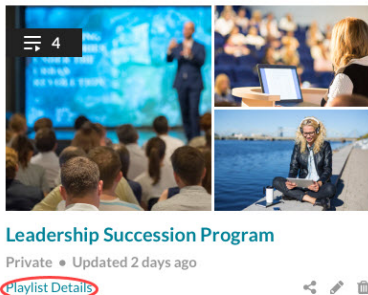 4
Leadership Succession Program
Private ● Updated 2 days ago
Playlist Details